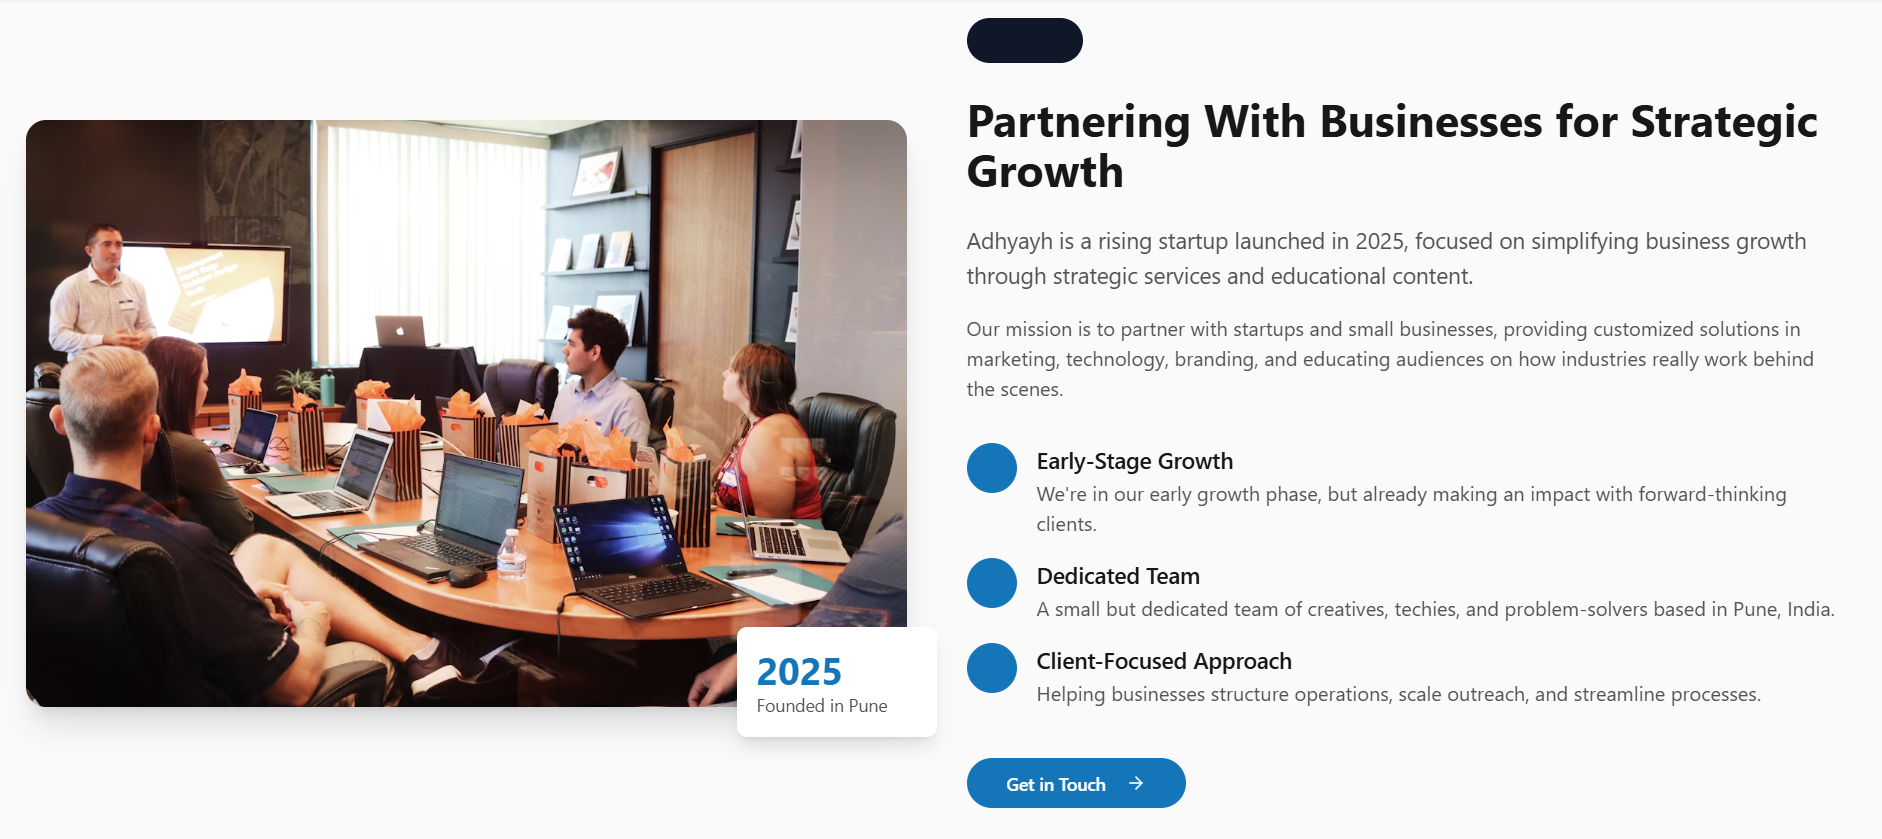 Partnering With Businesses for Strategic
Growth
Adhyayh is a rising startup launched in 2025, focused on simplifying business growth
through strategic services and educational content.
Our mission is to partner with startups and small businesses, providing customized solutions in
marketing, technology, branding, and educating audiences on how industries really work behind
the scenes.
Early-Stage Growth
We're in our early growth phase, but already making an impact with forward-thinking
clients.
Dedicated Team
A small but dedicated team of creatives, techies, and problem-solvers based in Pune, India.
Client-Focused Approach
Helping businesses structure operations, scale outreach, and streamline processes.
2025
Founded in Pune
Get in Touch